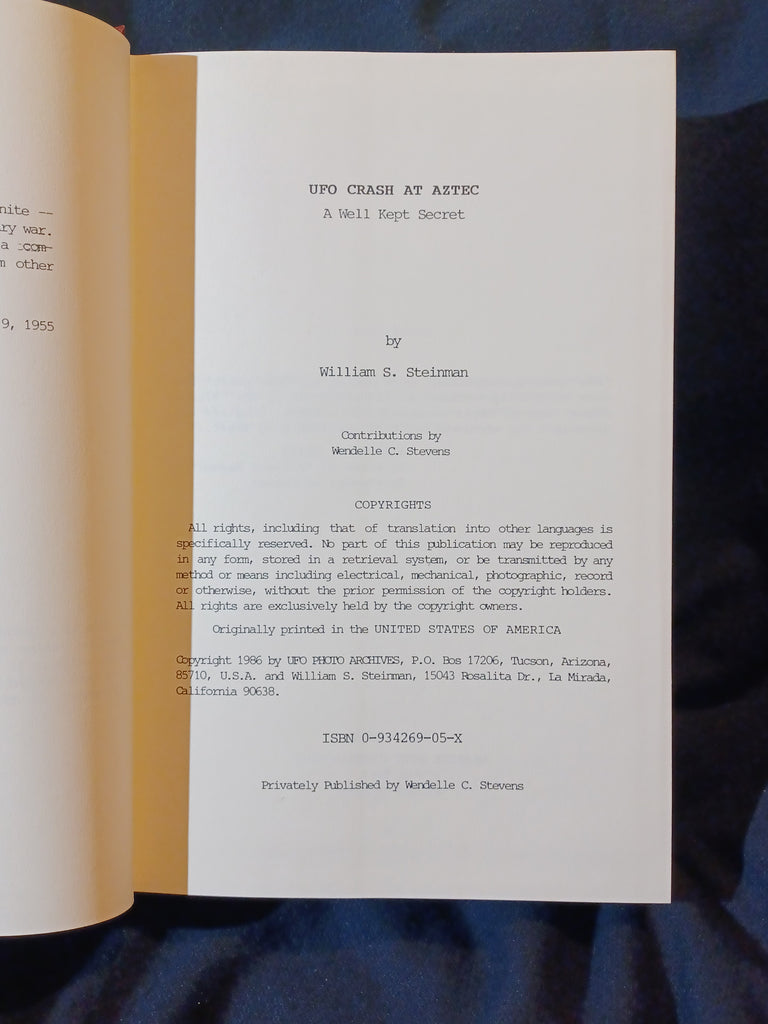 nite --
ry war.
a com-
m other
9, 1955
UFO CRASH AT AZTEC
A Well Kept Secret
by
William S. Steinman
Contributions by
Wendelle C. Stevens
COPYRIGHTS
All rights, including that of translation into other languages is
specifically reserved. No part of this publication may be reproduced
in any form, stored in a retrieval system, or be transmitted by any
method or means including electrical, mechanical, photographic, record
or otherwise, without the prior permission of the copyright holders.
All rights are exclusively held by the copyright owners.
Originally printed in the UNITED STATES OF AMERICA
Copyright 1986 by UFO PHOTO ARCHIVES, P.O. Bos 17206, Tucson, Arizona,
85710, U.S.A. and William S. Steinman, 15043 Rosalita Dr., La Mirada,
California 90638.
ISBN 0-934269-05-X
Privately Published by Wendelle C. Stevens